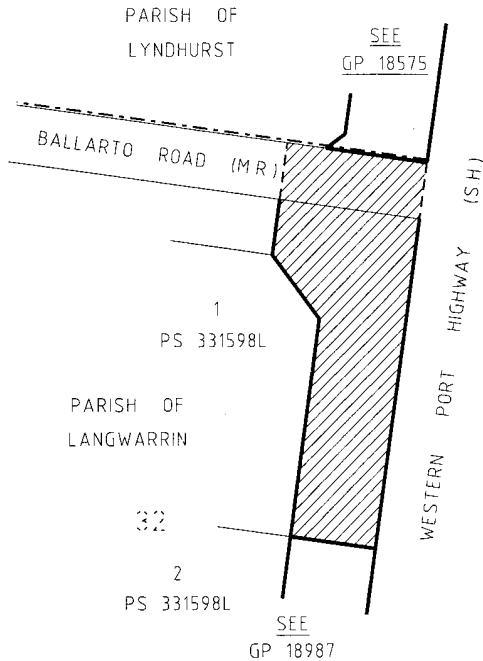 PARISH OF
LYNDHURST
SEE
GP 18575
BALLARTO ROAD (MR)
WESTERN PORT HIGHWAY (SH)
1
PS 331598L
PARISH OF
LANGWARRIN
32
2
PS 331598L
SEE
GP 18987